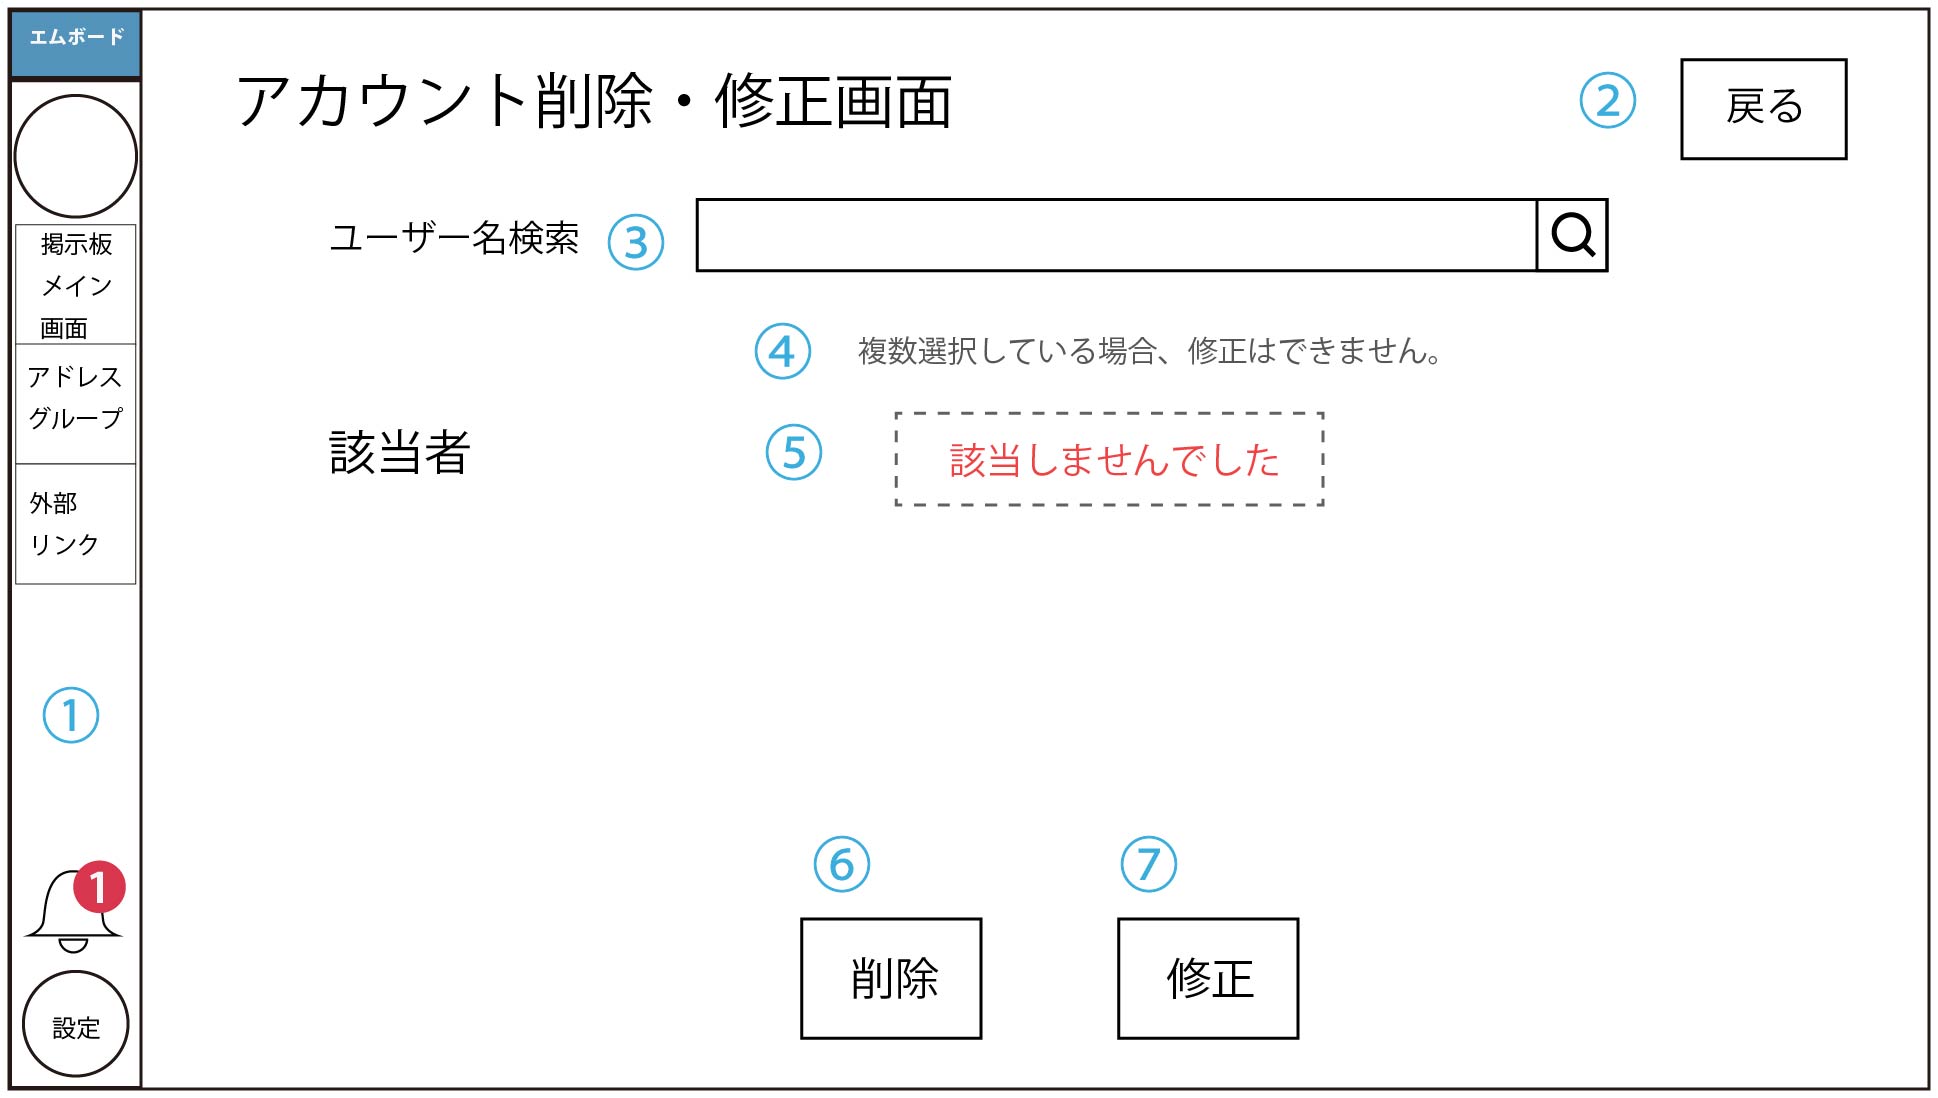 エムボード
アカウント削除・修正画面
②
戻る
ユーザー名検索
③
掲示板
メイン
画面
④
複数選択している場合、修正はできません。
アドレス
グループ
該当者
⑤
該当しませんでした
外部
リンク
①
1
⑥
⑦
削除
修正
設定